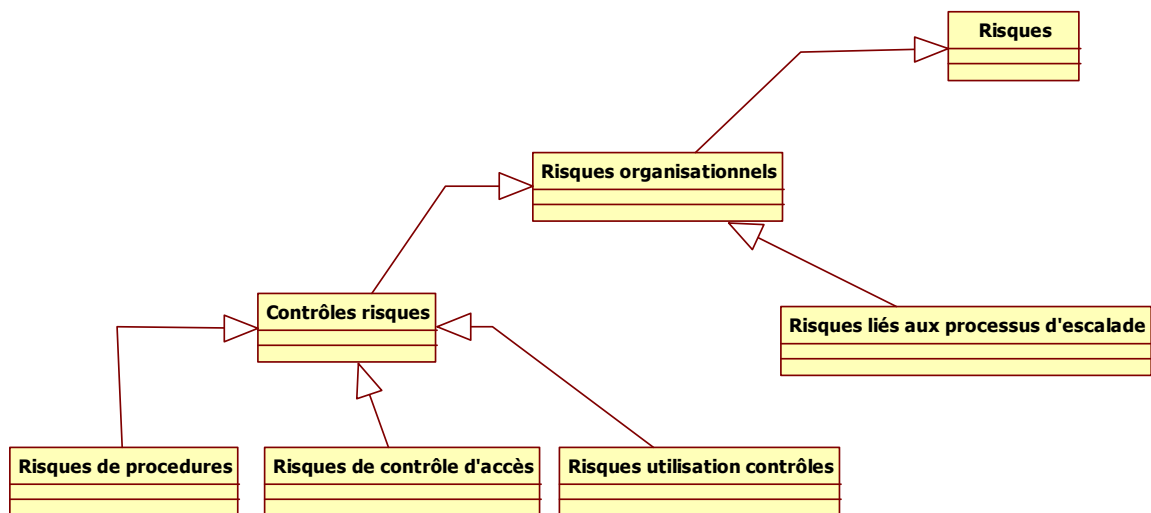 Risques
Risques organisationnels
Contrôles risques
Risques liés aux processus d'escalade
Risques de procedures
Risques de contrôle d'accès
Risques utilisation contrôles